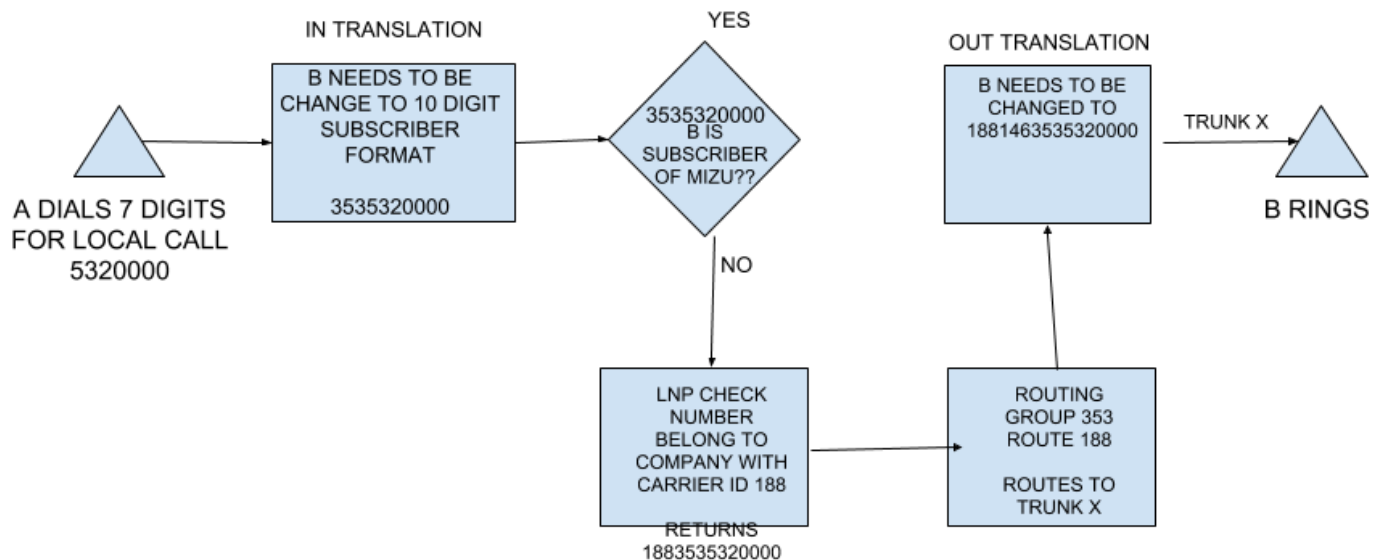 IN TRANSLATION
B NEEDS TO BE
CHANGE TO 10 DIGIT
SUBSCRIBER
FORMAT
3535320000
A DIALS 7 DIGITS
FOR LOCAL CALL
5320000
YES
3535320000
B IS
SUBSCRIBER
OF MIZU??
NO
LNP CHECK
NUMBER
BELONG TO
COMPANY WITH
CARRIER ID 188
RETURNS
1883535320000
ROUTING
GROUP 353
ROUTE 188
ROUTES TO
TRUNK X
OUT TRANSLATION
B NEEDS TO BE
CHANGED TO
1881463535320000
TRUNK X
B RINGS